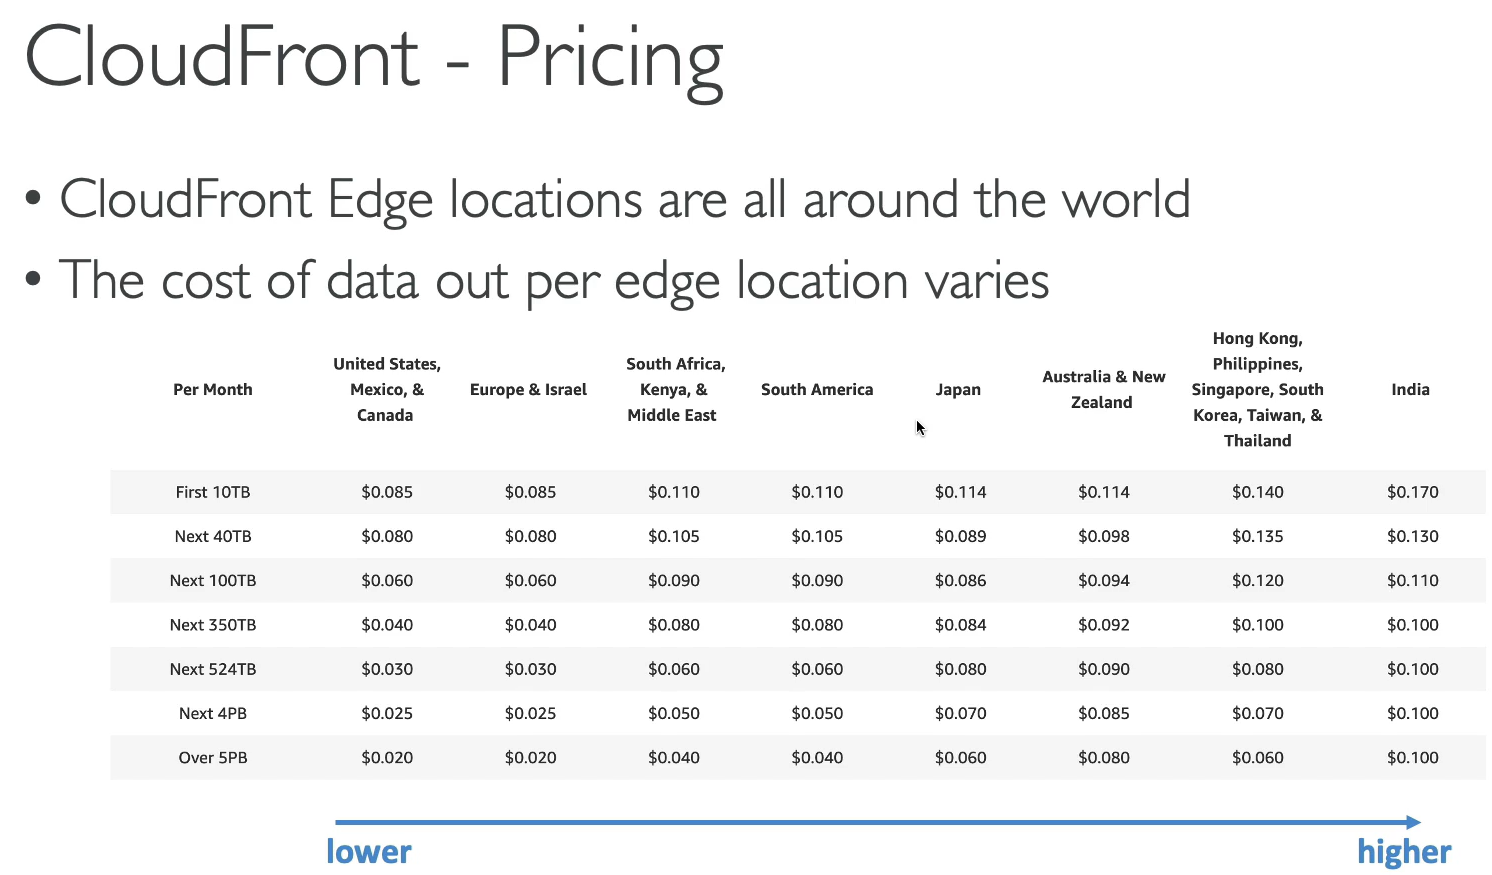 CloudFront - Pricing
• CloudFront Edge locations are all around the world
• The cost of data out per edge location varies
Per Month
United States,
Mexico, &
Canada
Europe & Israel
South Africa,
Kenya, &
Middle East
South America
Japan
Australia & New
Zealand
Hong Kong,
Philippines,
Singapore, South
Korea, Taiwan, &
Thailand
India
First 10TB $0.085 $0.085 $0.110 $0.110 $0.114 $0.114 $0.140 $0.170
Next 40TB $0.080 $0.080 $0.105 $0.105 $0.089 $0.098 $0.135 $0.130
Next 100TB $0.060 $0.060 $0.090 $0.090 $0.086 $0.094 $0.120 $0.110
Next 350TB $0.040 $0.040 $0.080 $0.080 $0.084 $0.092 $0.100 $0.100
Next 524TB $0.030 $0.030 $0.060 $0.060 $0.080 $0.090 $0.080 $0.100
Next 4PB $0.025 $0.025 $0.050 $0.050 $0.070 $0.085 $0.070 $0.100
Over 5PB $0.020 $0.020 $0.040 $0.040 $0.060 $0.080 $0.060 $0.100
lower higher